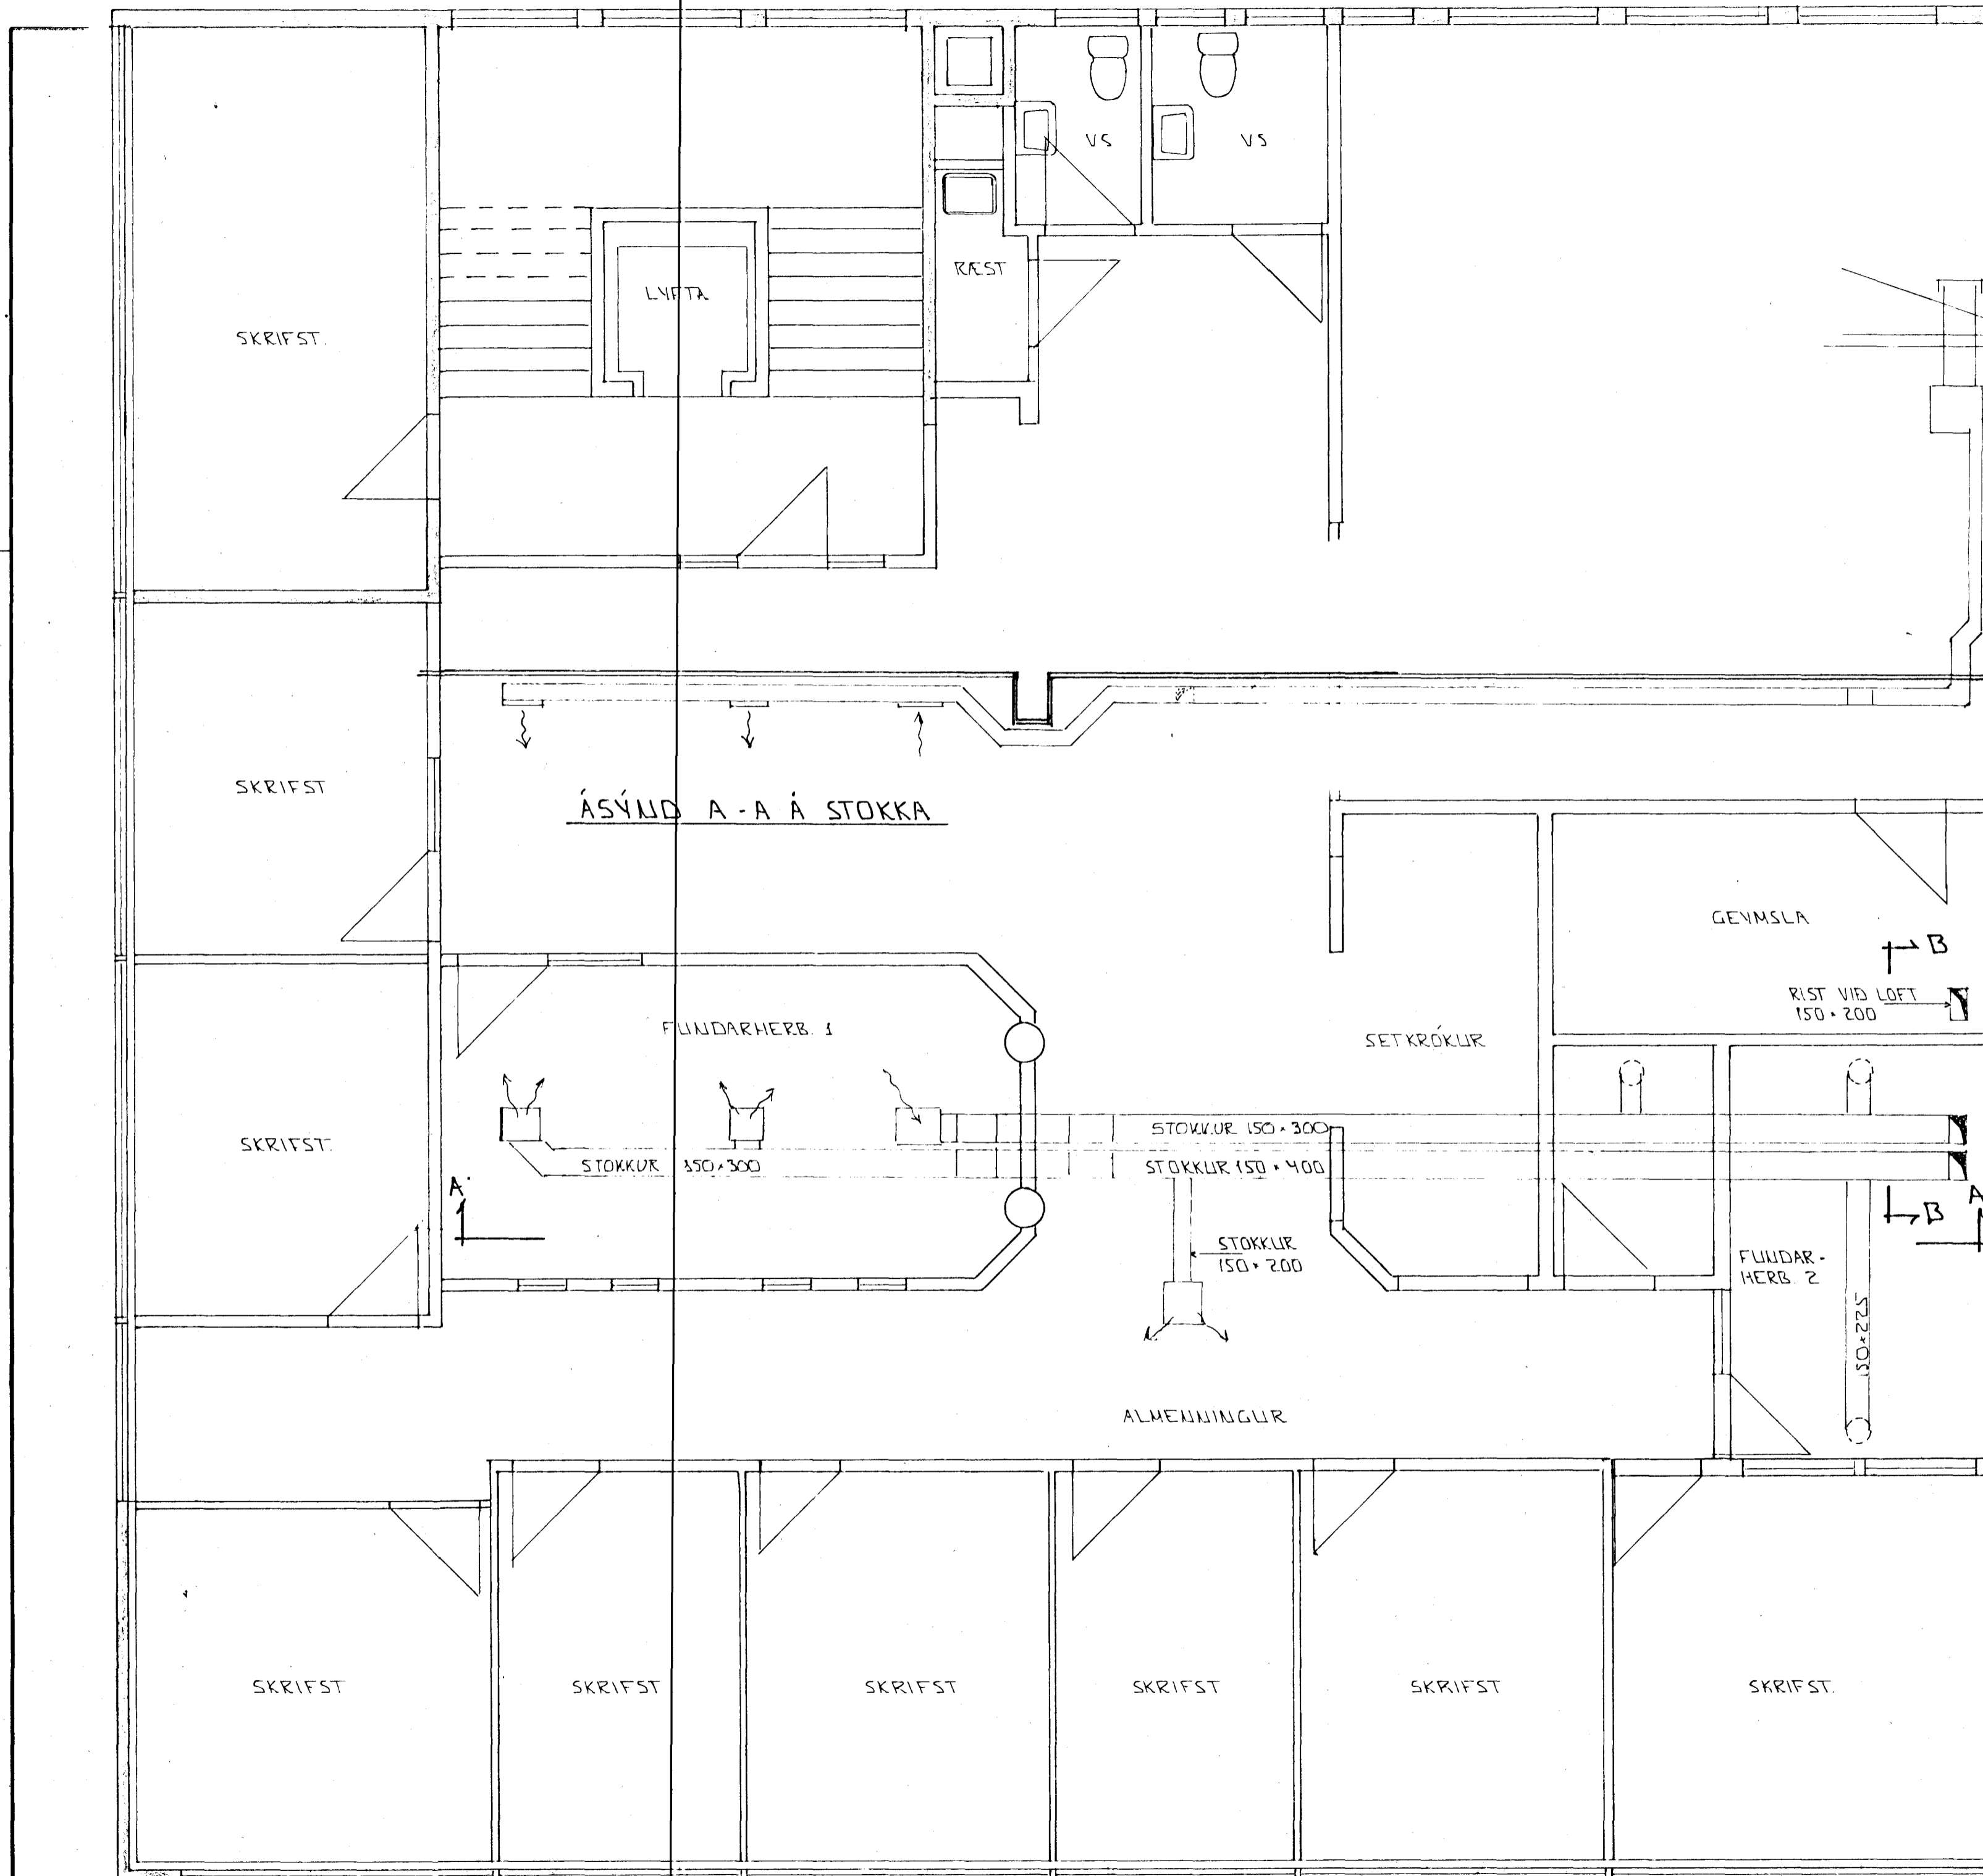 VS
VS
RÆST
LYFTA
SKRIFST.
SKRIFST
ÁSÝND A-A Á STOKKA
GEYMSLA
B
RIST VIÐ LOFT
150 × 200
FUNDARHERB. 1
SETKRÓKUR
STOKKUR 150 × 300
SKRIFST.
STOKKUR 150 × 300
STOKKUR 150 × 400
A
B
A
STOKKUR
150 × 200
FUNDAR-
HERB. 2
150 × 225
ALMENNINGUR
SKRIFST
SKRIFST
SKRIFST
SKRIFST
SKRIFST
SKRIFST.